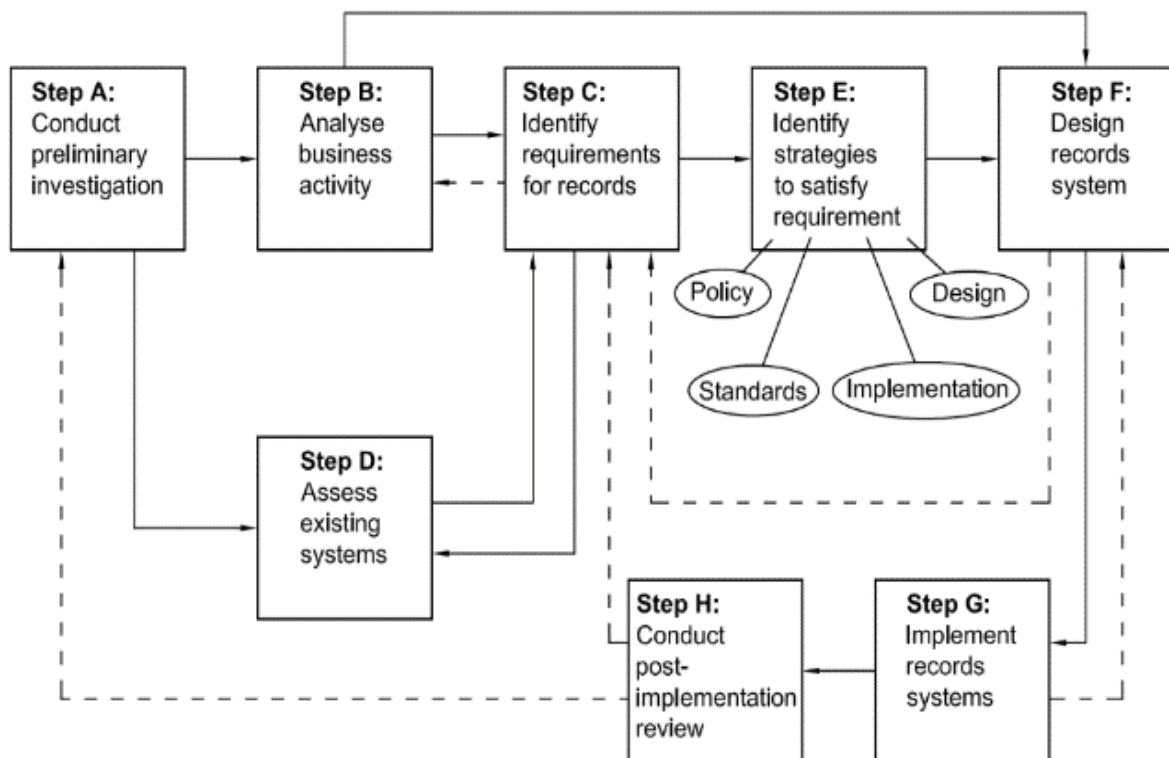 Step A:
Conduct
preliminary
investigation
Step B:
Analyse
business
activity
Step C:
Identify
requirements
for records
Step E:
Identify
strategies
to satisfy
requirement
Step F:
Design
records
system
Policy
Design
Standards
Implementation
Step D:
Assess
existing
systems
Step H:
Conduct
post-
implementation
review
Step G:
Implement
records
systems